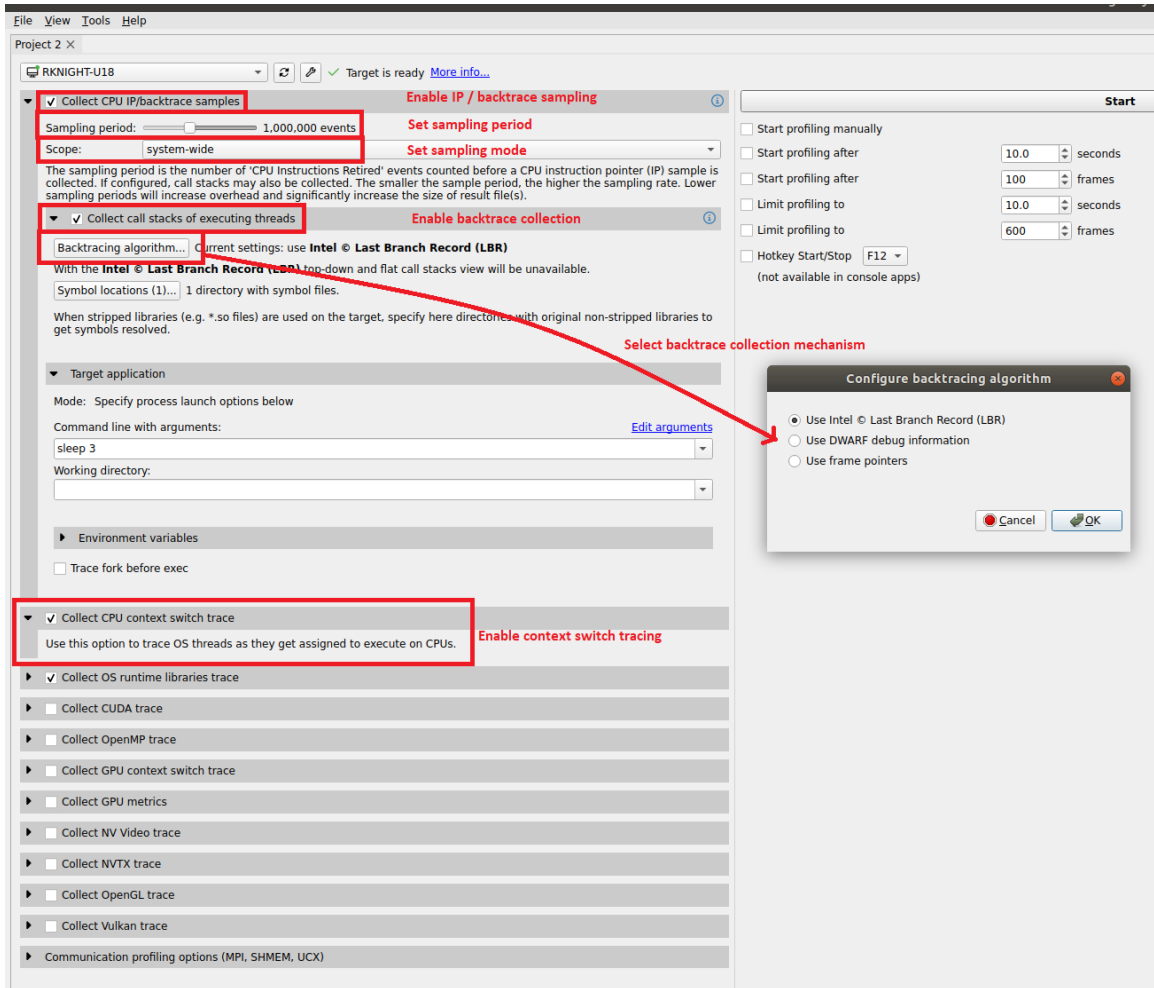 File View Tools Help
Project 2
RKNIGHT-U18 Target is ready More info...
Collect CPU IP/backtrace samples Enable IP / backtrace sampling
Sampling period: 1,000,000 events Set sampling period
Scope: system-wide Set sampling mode
The sampling period is the number of 'CPU Instructions Retired' events counted before a CPU instruction pointer (IP) sample is
collected. If configured, call stacks may also be collected. The smaller the sample period, the higher the sampling rate. Lower
sampling periods will increase overhead and significantly increase the size of result file(s).
Collect call stacks of executing threads Enable backtrace collection
Backtracing algorithm... Current settings: use Intel © Last Branch Record (LBR)
With the Intel © Last Branch Record (LBR) top-down and flat call stacks view will be unavailable.
Symbol locations (1)... 1 directory with symbol files.
When stripped libraries (e.g. *.so files) are used on the target, specify here directories with original non-stripped libraries to
get symbols resolved.
Select backtrace collection mechanism
Target application
Mode: Specify process launch options below
Command line with arguments: Edit arguments
sleep 3
Working directory:
Environment variables
Trace fork before exec
Collect CPU context switch trace
Use this option to trace OS threads as they get assigned to execute on CPUs.
Enable context switch tracing
Collect OS runtime libraries trace
Collect CUDA trace
Collect OpenMP trace
Collect GPU context switch trace
Collect GPU metrics
Collect NV Video trace
Collect NVTX trace
Collect OpenGL trace
Collect Vulkan trace
Communication profiling options (MPI, SHMEM, UCX)
Start
Start profiling manually
Start profiling after 10.0 seconds
Start profiling after 100 frames
Limit profiling to 10.0 seconds
Limit profiling to 600 frames
Hotkey Start/Stop F12
(not available in console apps)
Configure backtracing algorithm
Use Intel © Last Branch Record (LBR)
Use DWARF debug information
Use frame pointers
Cancel OK